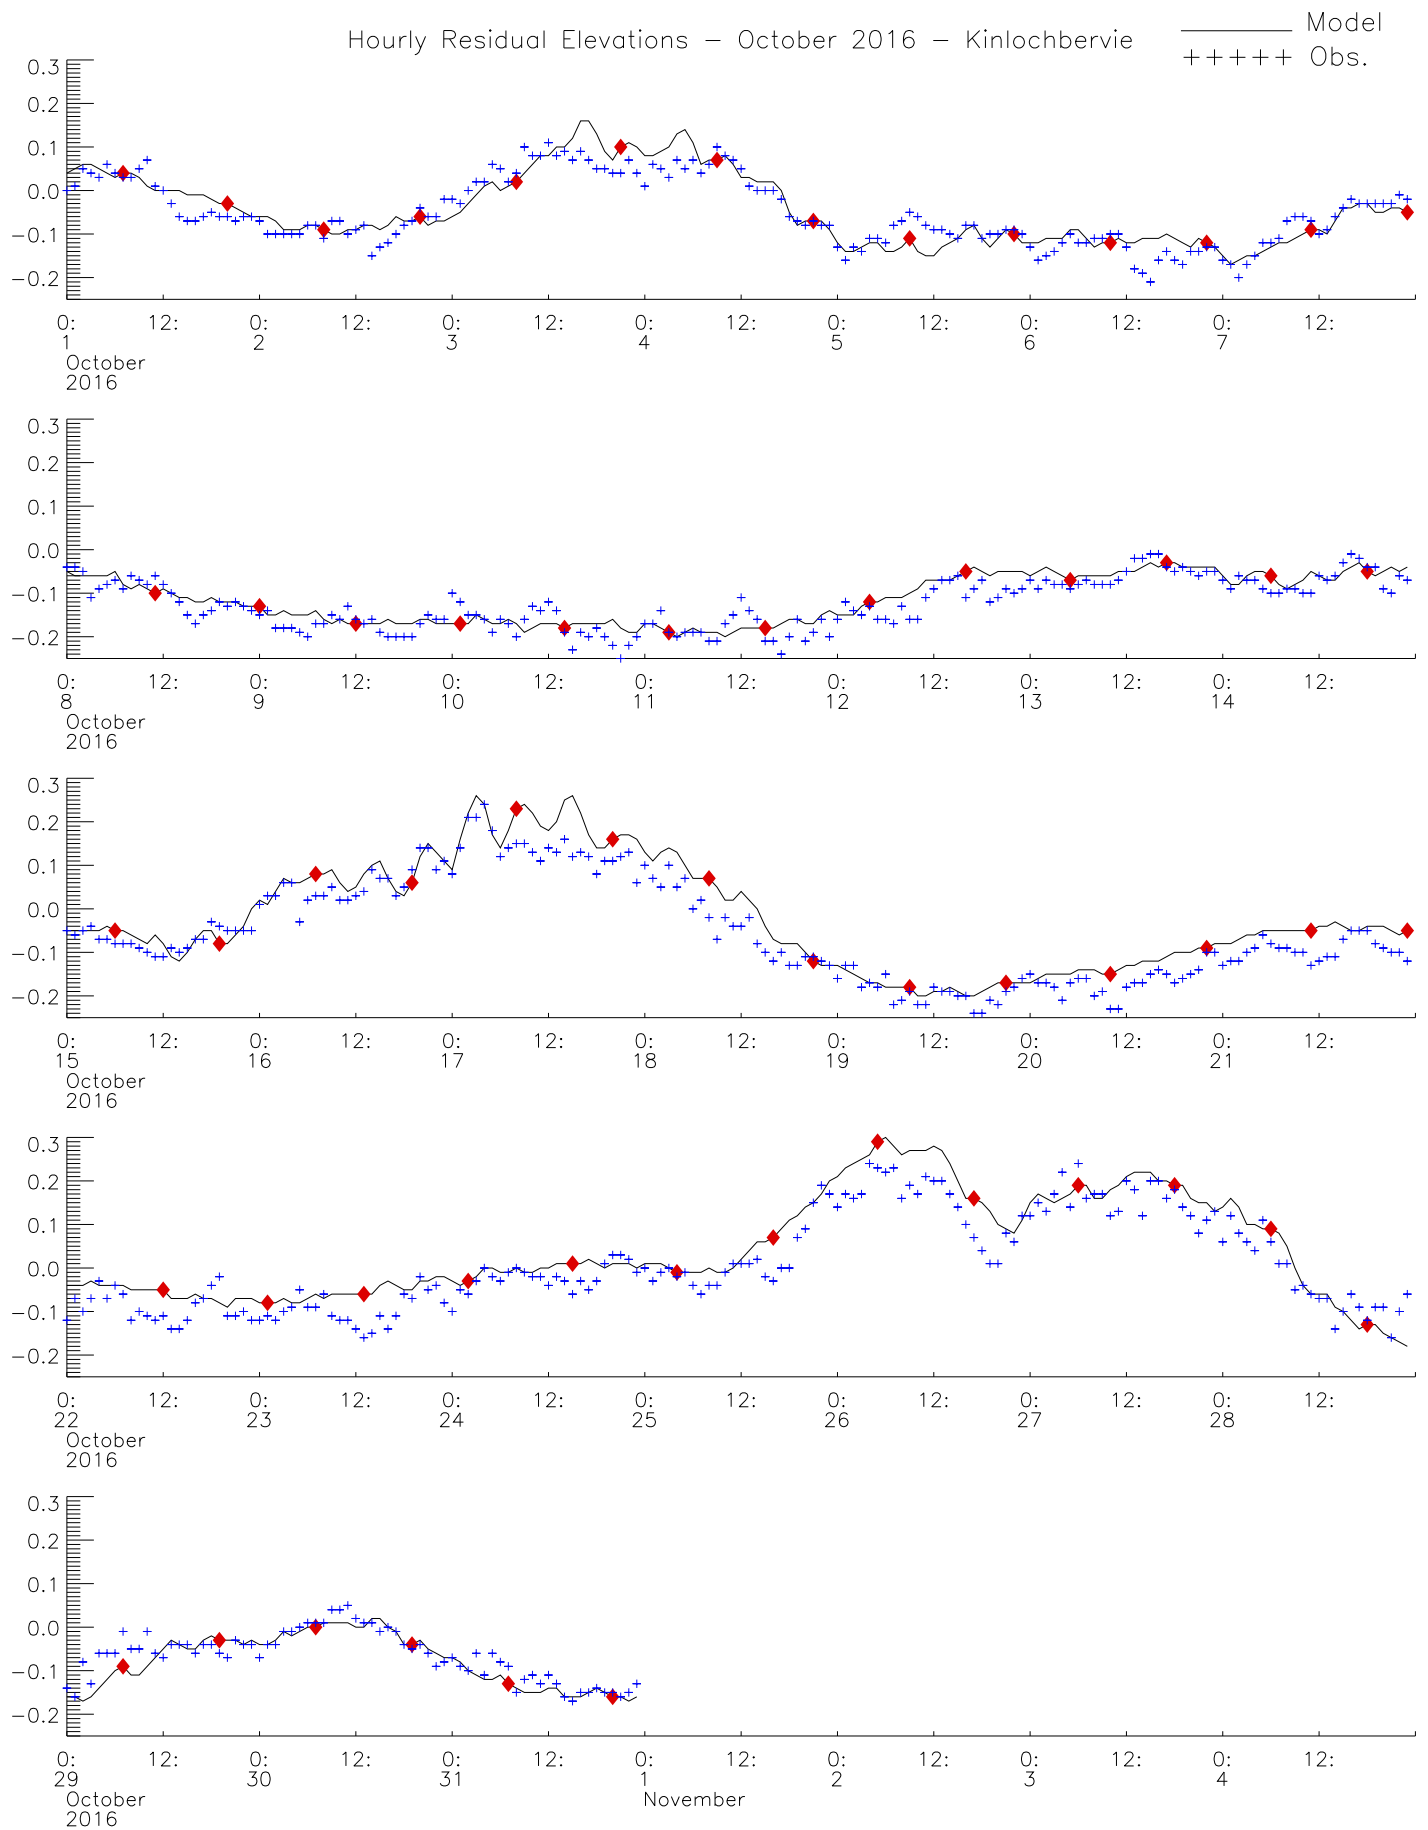 Hourly Residual Elevations – October 2016 – Kinlochbervie
Model
+++++ Obs.
0.3
0.2
0.1
0.0
−0.1
−0.2
0: 12: 0: 12: 0: 12: 0: 12: 0: 12: 0: 12: 0: 12:
1 2 3 4 5 6 7
October
2016
0.3
0.2
0.1
0.0
−0.1
−0.2
0: 12: 0: 12: 0: 12: 0: 12: 0: 12: 0: 12: 0: 12:
8 9 10 11 12 13 14
October
2016
0.3
0.2
0.1
0.0
−0.1
−0.2
0: 12: 0: 12: 0: 12: 0: 12: 0: 12: 0: 12: 0: 12:
15 16 17 18 19 20 21
October
2016
0.3
0.2
0.1
0.0
−0.1
−0.2
0: 12: 0: 12: 0: 12: 0: 12: 0: 12: 0: 12: 0: 12:
22 23 24 25 26 27 28
October
2016
0.3
0.2
0.1
0.0
−0.1
−0.2
0: 12: 0: 12: 0: 12: 0: 12: 0: 12: 0: 12: 0: 12:
29 30 31 1 2 3 4
October November
2016